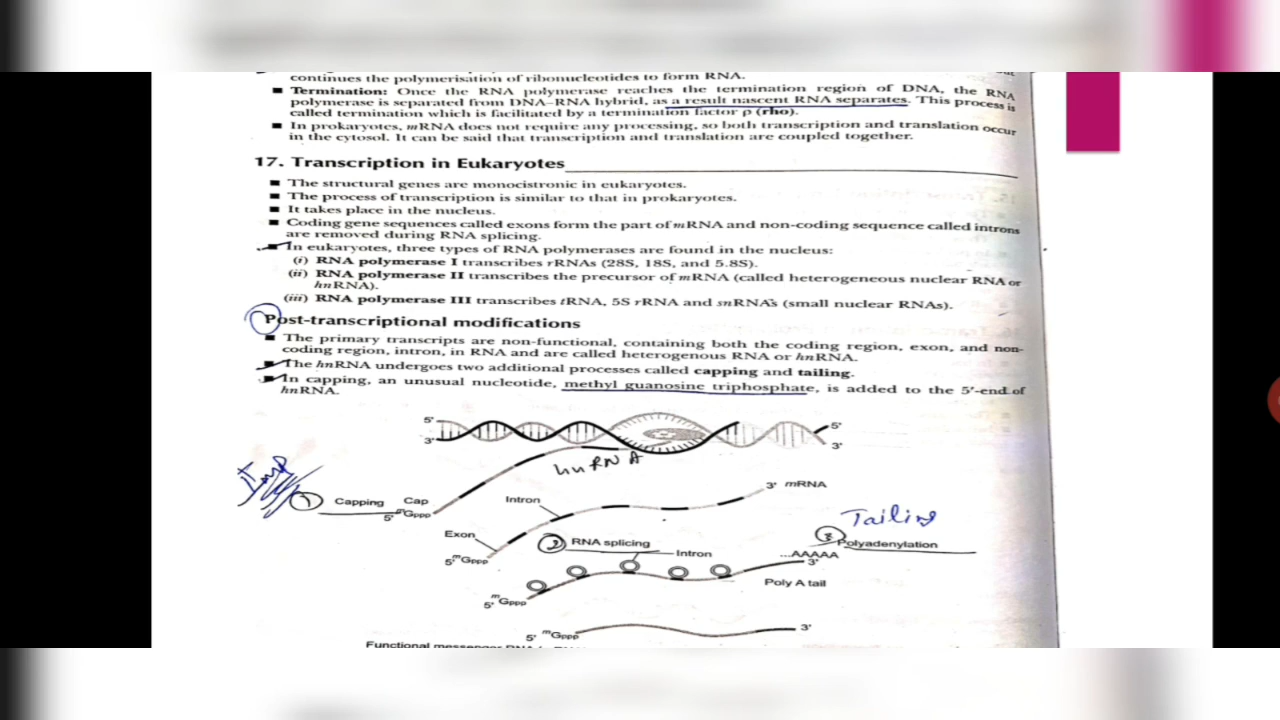 continues the polymerisation of ribonucleotides to form RNA.
■ Termination: Once the RNA polymerase reaches the termination region of DNA, the RNA
polymerase is separated from DNA–RNA hybrid, as a result nascent RNA separates. This process is
called termination which is facilitated by a termination factor ρ (rho).
■ In prokaryotes, mRNA does not require any processing, so both transcription and translation occur
in the cytosol. It can be said that transcription and translation are coupled together.
17. Transcription in Eukaryotes
■ The structural genes are monocistronic in eukaryotes.
■ The process of transcription is similar to that in prokaryotes.
■ It takes place in the nucleus.
■ Coding gene sequences called exons form the part of mRNA and non-coding sequence called introns
are removed during RNA splicing.
■ In eukaryotes, three types of RNA polymerases are found in the nucleus:
(i) RNA polymerase I transcribes rRNAs (28S, 18S, and 5.8S).
(ii) RNA polymerase II transcribes the precursor of mRNA (called heterogeneous nuclear RNA or
hnRNA).
(iii) RNA polymerase III transcribes tRNA, 5S rRNA and snRNAs (small nuclear RNAs).
Post-transcriptional modifications
■ The primary transcripts are non-functional, containing both the coding region, exon, and non-
coding region, intron, in RNA and are called heterogenous RNA or hnRNA.
■ The hnRNA undergoes two additional processes called capping and tailing.
■ In capping, an unusual nucleotide, methyl guanosine triphosphate, is added to the 5'-end of
hnRNA.
5' 5'
3' 3'
hnRNA
Imp
1 Capping Cap
5' mGppp
Intron 3' mRNA
Tailing
Exon 2 RNA splicing 3 Polyadenylation
Intron ...AAAAA
5' mGppp 3'
Poly A tail
5' mGppp
5' mGppp 3'